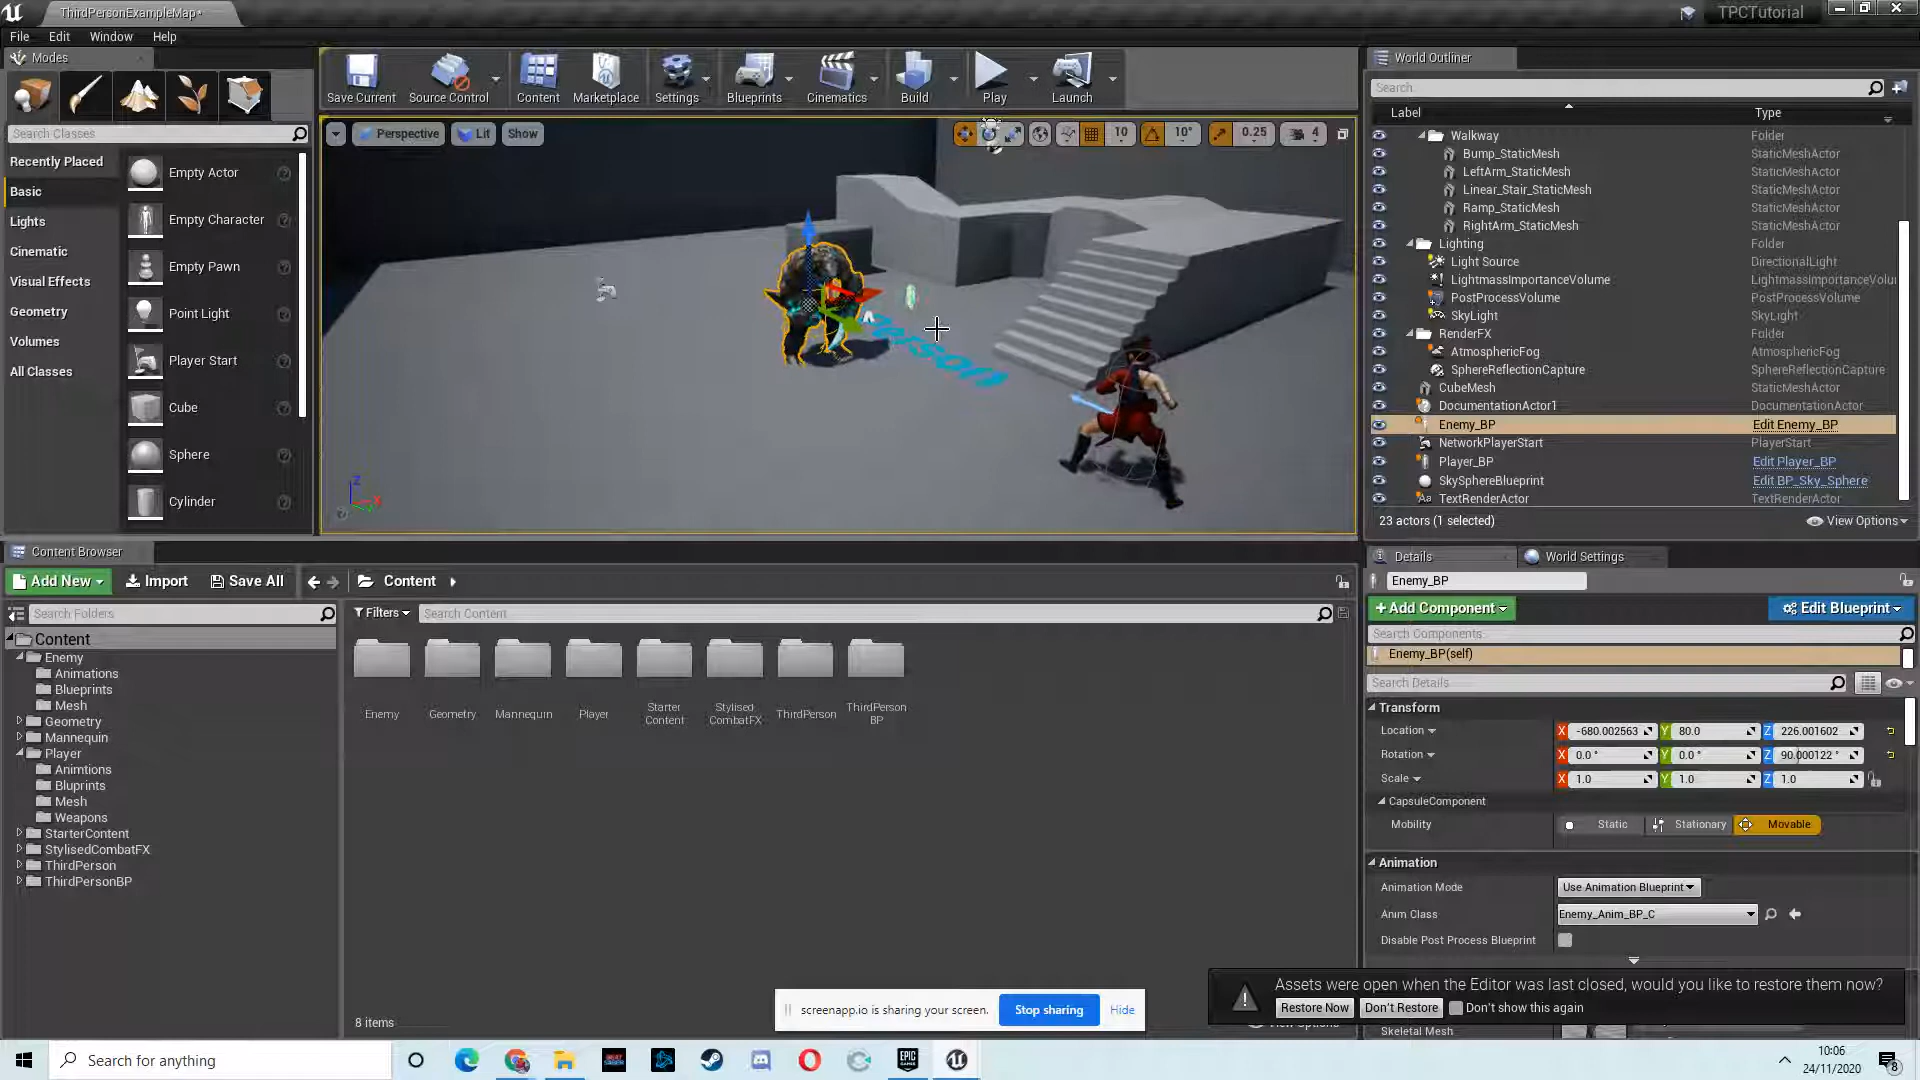 ThirdPersonExampleMap*
TPCTutorial
File Edit Window Help
Modes
Save Current Source Control Content Marketplace Settings Blueprints Cinematics Build Play Launch
Search Classes
Recently Placed
Basic
Lights
Cinematic
Visual Effects
Geometry
Volumes
All Classes
Empty Actor
Empty Character
Empty Pawn
Point Light
Player Start
Cube
Sphere
Cylinder
Perspective Lit Show
10 10° 0.25 4
World Outliner
Search
Label Type
Walkway Folder
Bump_StaticMesh StaticMeshActor
LeftArm_StaticMesh StaticMeshActor
Linear_Stair_StaticMesh StaticMeshActor
Ramp_StaticMesh StaticMeshActor
RightArm_StaticMesh StaticMeshActor
Lighting Folder
Light Source DirectionalLight
LightmassImportanceVolume LightmassImportanceVolu
PostProcessVolume PostProcessVolume
SkyLight SkyLight
RenderFX Folder
AtmosphericFog AtmosphericFog
SphereReflectionCapture SphereReflectionCapture
CubeMesh StaticMeshActor
DocumentationActor1 DocumentationActor
Enemy_BP Edit Enemy_BP
NetworkPlayerStart PlayerStart
Player_BP Edit Player_BP
SkySphereBlueprint Edit BP_Sky_Sphere
TextRenderActor TextRenderActor
23 actors (1 selected) View Options
Content Browser
Add New Import Save All Content
Search Folders
Filters Search Content
Content
Enemy
Animations
Blueprints
Mesh
Geometry
Mannequin
Player
Animtions
Bluprints
Mesh
Weapons
StarterContent
StylisedCombatFX
ThirdPerson
ThirdPersonBP
Enemy Geometry Mannequin Player Starter Content Stylised CombatFX ThirdPerson ThirdPerson BP
8 items
Details World Settings
Enemy_BP
+Add Component Edit Blueprint
Search Components
Enemy_BP(self)
Search Details
Transform
Location X -680.002563 Y 80.0 Z 226.001602
Rotation X 0.0 ° Y 0.0 ° Z 90.000122 °
Scale X 1.0 Y 1.0 Z 1.0
CapsuleComponent
Mobility Static Stationary Movable
Animation
Animation Mode Use Animation Blueprint
Anim Class Enemy_Anim_BP_C
Disable Post Process Blueprint
Assets were open when the Editor was last closed, would you like to restore them now?
Restore Now Don't Restore Don't show this again
Skeletal Mesh
screenapp.io is sharing your screen. Stop sharing Hide
Search for anything
EPIC GAMES
10:06
24/11/2020
8